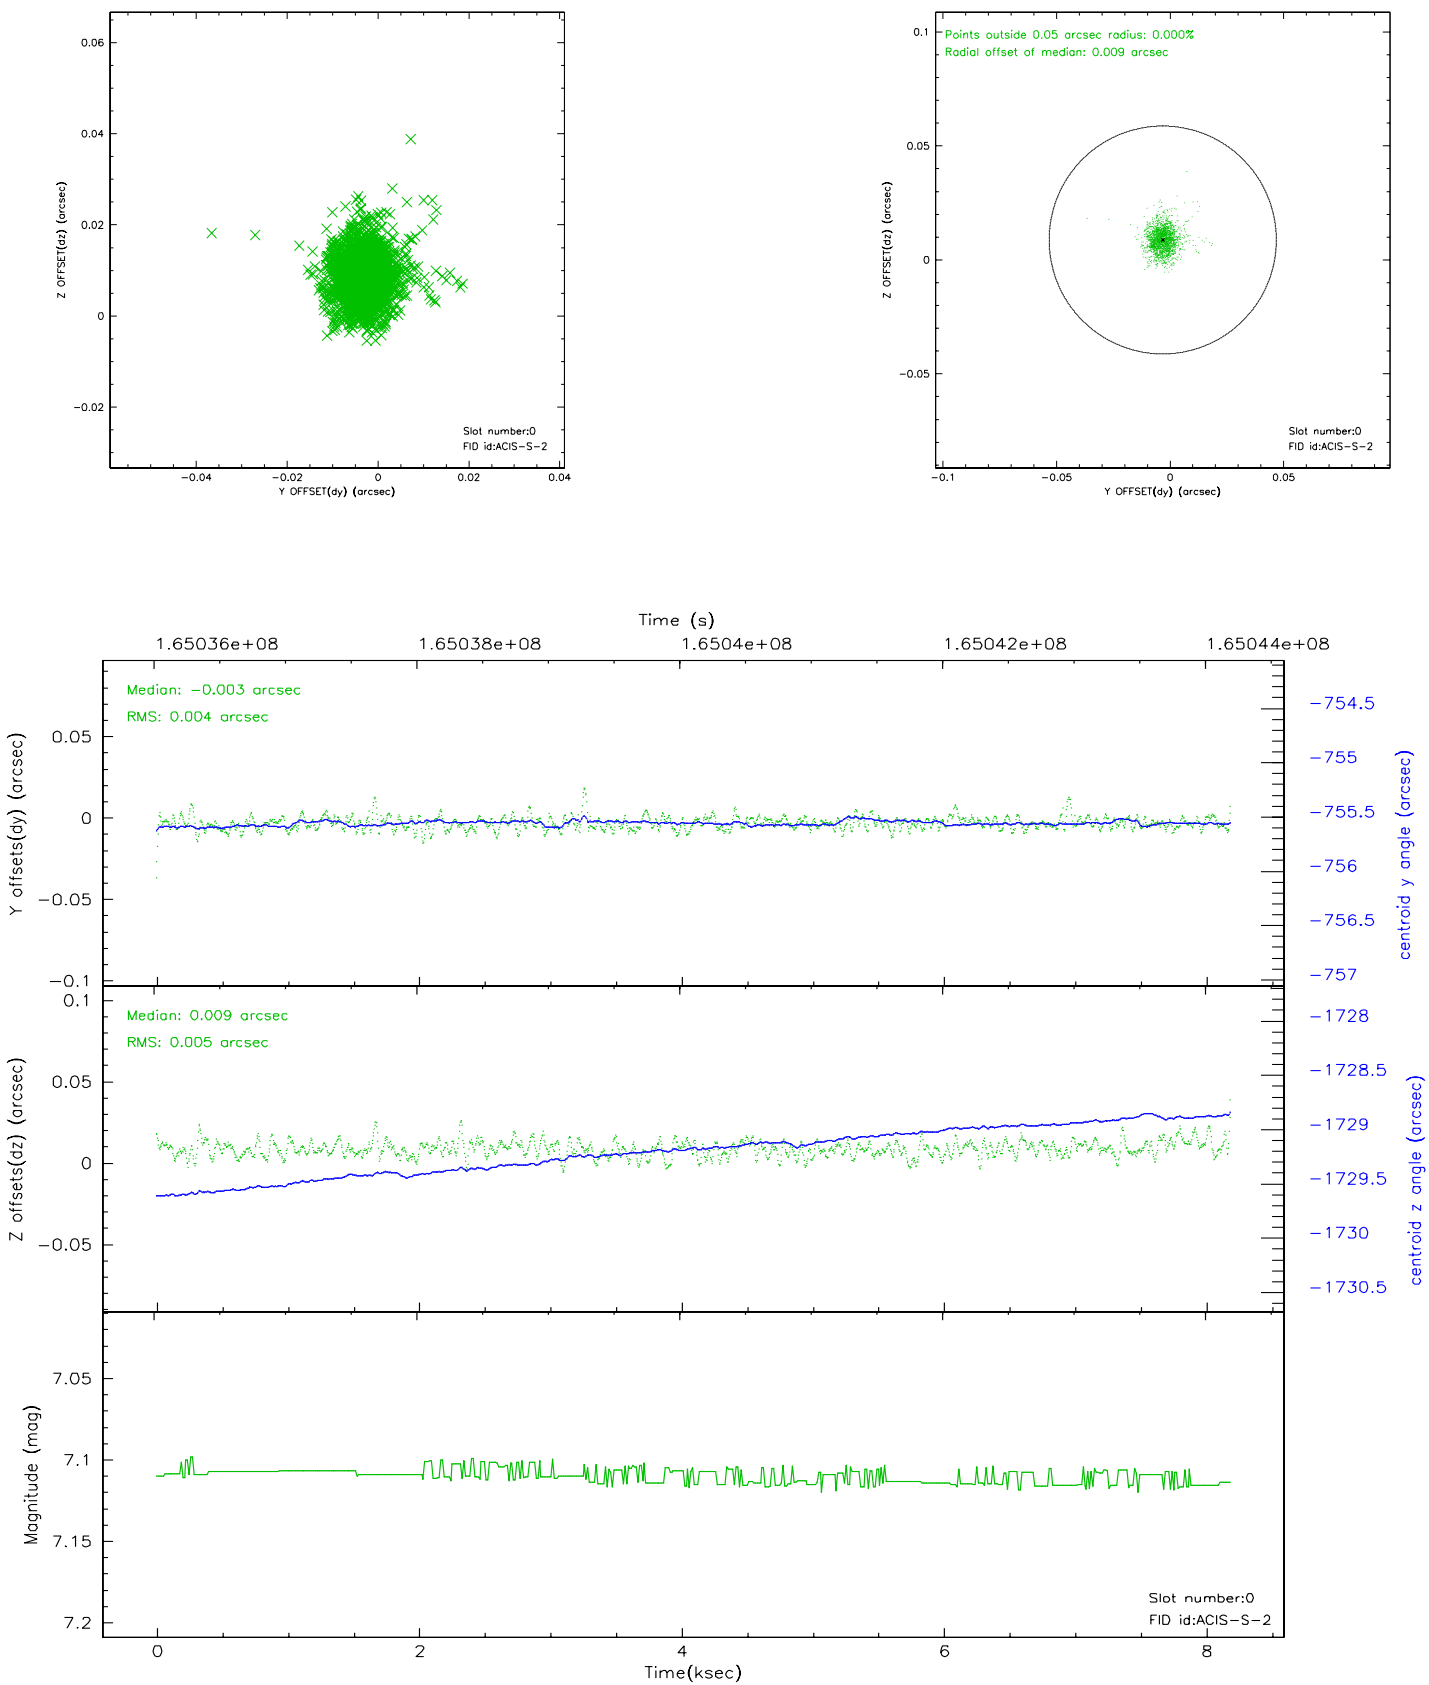 0.06
0.04
0.02
0
−0.02
Z OFFSET(dz) (arcsec)
Slot number:0
FID id:ACIS−S−2
−0.04
−0.02
0
0.02
0.04
Y OFFSET(dy) (arcsec)
Points outside 0.05 arcsec radius: 0.000%
Radial offset of median: 0.009 arcsec
0.1
0.05
0
−0.05
Z OFFSET(dz) (arcsec)
Slot number:0
FID id:ACIS−S−2
−0.1
−0.05
0
0.05
Y OFFSET(dy) (arcsec)
Time (s)
1.65036e+08
1.65038e+08
1.6504e+08
1.65042e+08
1.65044e+08
Median: −0.003 arcsec
RMS: 0.004 arcsec
0.05
0
−0.05
−0.1
Y offsets(dy) (arcsec)
−754.5
−755
−755.5
−756
−756.5
−757
centroid y angle (arcsec)
Median: 0.009 arcsec
RMS: 0.005 arcsec
0.1
0.05
0
−0.05
Z offsets(dz) (arcsec)
−1728
−1728.5
−1729
−1729.5
−1730
−1730.5
centroid z angle (arcsec)
7.05
7.1
7.15
7.2
Magnitude (mag)
Slot number:0
FID id:ACIS−S−2
0
2
4
6
8
Time(ksec)